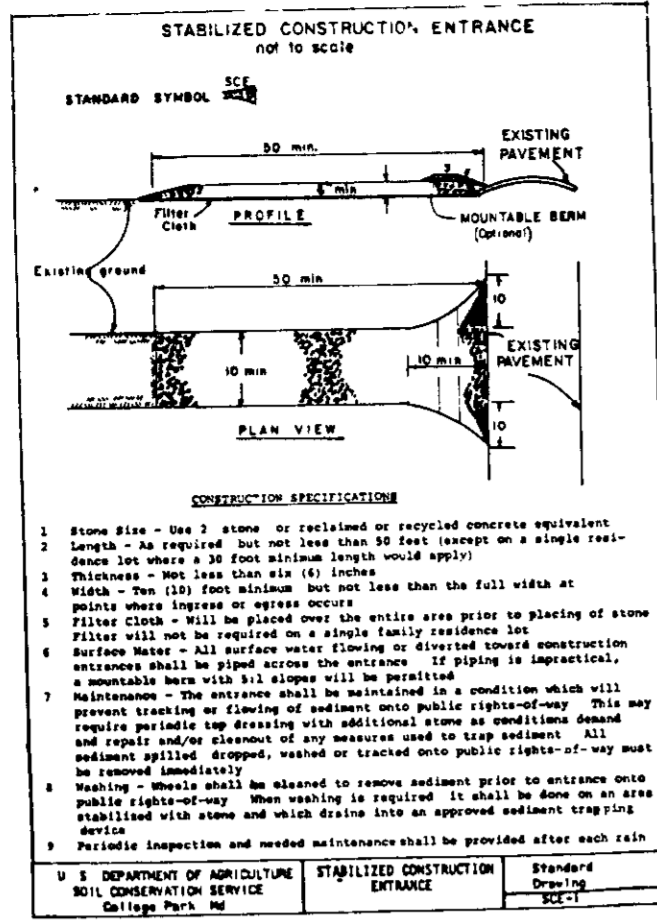 STABILIZED CONSTRUCTION ENTRANCE
not to scale
SCE
STANDARD SYMBOL
50 min.
EXISTING
PAVEMENT
3
6 min
Filter
Cloth
PROFILE
MOUNTABLE BERM
(Optional)
Existing ground
50 min
10
10 min
10 min
EXISTING
PAVEMENT
10
PLAN VIEW
CONSTRUCTION SPECIFICATIONS
1 Stone Size - Use 2 stone or reclaimed or recycled concrete equivalent
2 Length - As required but not less than 50 feet (except on a single resi-
dence lot where a 30 foot minimum length would apply)
3 Thickness - Not less than six (6) inches
4 Width - Ten (10) foot minimum but not less than the full width at
points where ingress or egress occurs
5 Filter Cloth - Will be placed over the entire area prior to placing of stone
Filter will not be required on a single family residence lot
6 Surface Water - All surface water flowing or diverted toward construction
entrances shall be piped across the entrance If piping is impractical,
a mountable berm with 5:1 slopes will be permitted
7 Maintenance - The entrance shall be maintained in a condition which will
prevent tracking or flowing of sediment onto public rights-of-way This may
require periodic top dressing with additional stone as conditions demand
and repair and/or cleanout of any measures used to trap sediment All
sediment spilled dropped, washed or tracked onto public rights-of-way must
be removed immediately
8 Washing - Wheels shall be cleaned to remove sediment prior to entrance onto
public rights-of-way When washing is required it shall be done on an area
stabilized with stone and which drains into an approved sediment trapping
device
9 Periodic inspection and needed maintenance shall be provided after each rain
U S DEPARTMENT OF AGRICULTURE
SOIL CONSERVATION SERVICE
College Park Md
STABILIZED CONSTRUCTION
ENTRANCE
Standard
Drawing
SCE-1